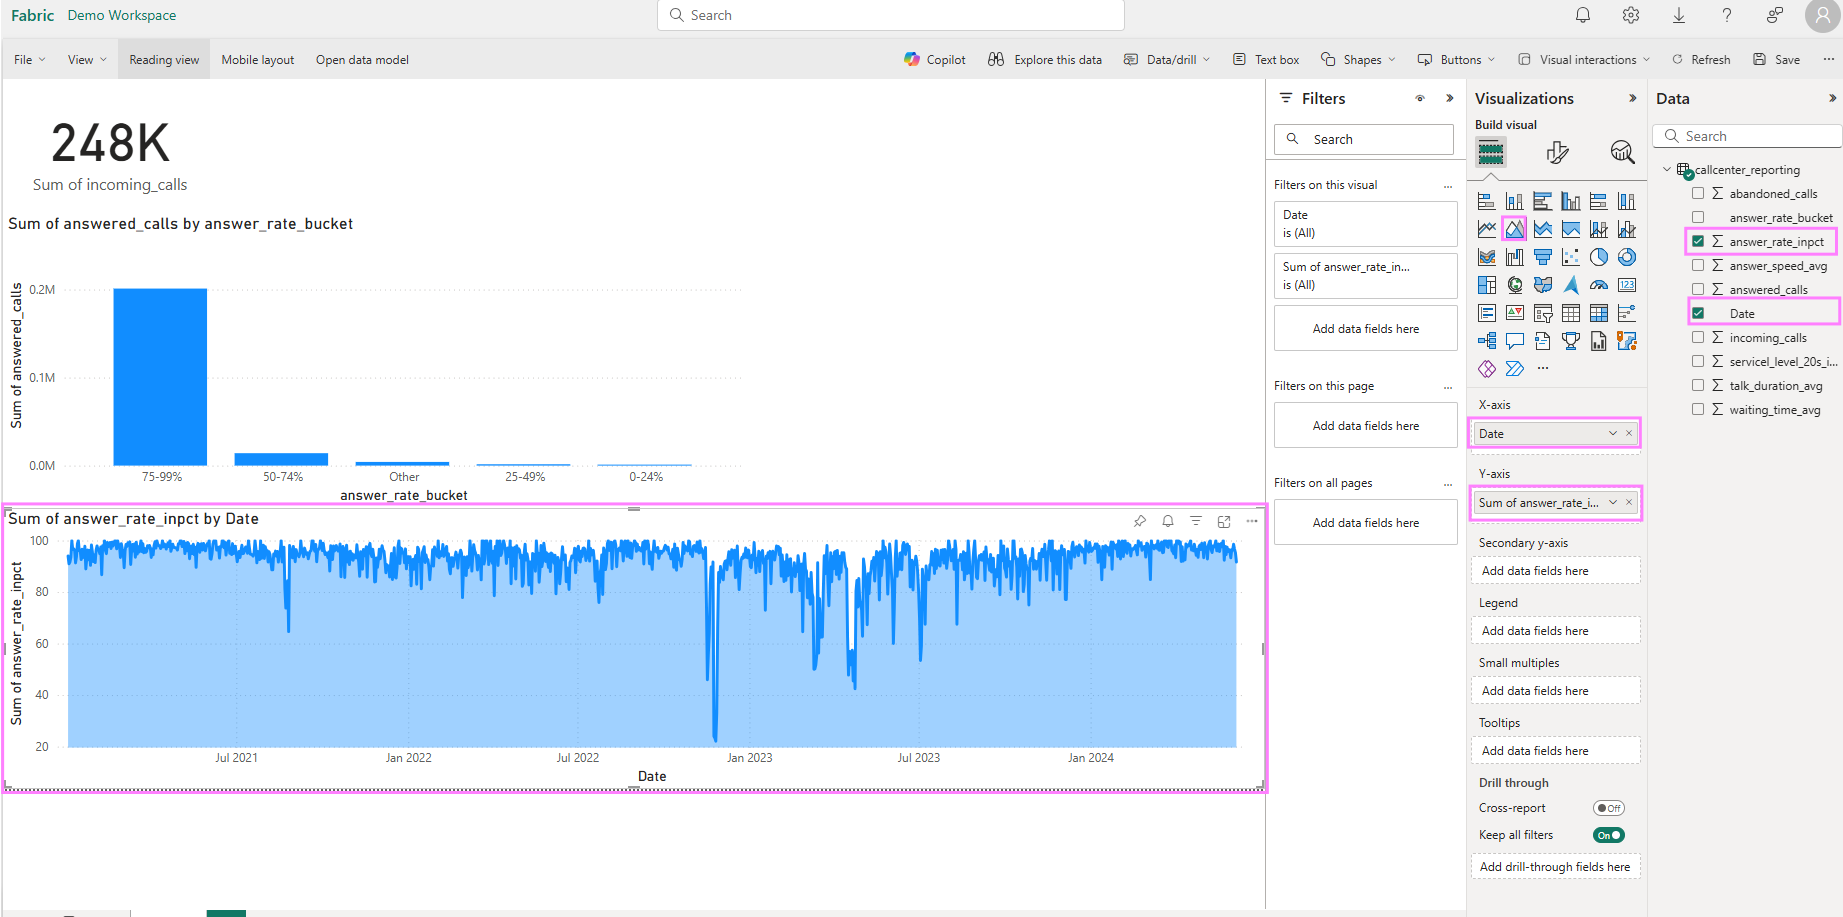 Fabric Demo Workspace
Search
File View Reading view Mobile layout Open data model
Copilot Explore this data Data/drill Text box Shapes Buttons Visual interactions Refresh Save
248K
Sum of incoming_calls
Sum of answered_calls by answer_rate_bucket
Sum of answered_calls
0.2M
0.1M
0.0M
75-99% 50-74% Other 25-49% 0-24%
answer_rate_bucket
Sum of answer_rate_inpct by Date
Sum of answer_rate_inpct
100
80
60
40
20
Jul 2021 Jan 2022 Jul 2022 Jan 2023 Jul 2023 Jan 2024
Date
Filters
Search
Filters on this visual
Date
is (All)
Sum of answer_rate_in...
is (All)
Add data fields here
Filters on this page
Add data fields here
Filters on all pages
Add data fields here
Visualizations
Build visual
123
X-axis
Date
Y-axis
Sum of answer_rate_i...
Secondary y-axis
Add data fields here
Legend
Add data fields here
Small multiples
Add data fields here
Tooltips
Add data fields here
Drill through
Cross-report Off
Keep all filters On
Add drill-through fields here
Data
Search
callcenter_reporting
abandoned_calls
answer_rate_bucket
answer_rate_inpct
answer_speed_avg
answered_calls
Date
incoming_calls
servicel_level_20s_i...
talk_duration_avg
waiting_time_avg